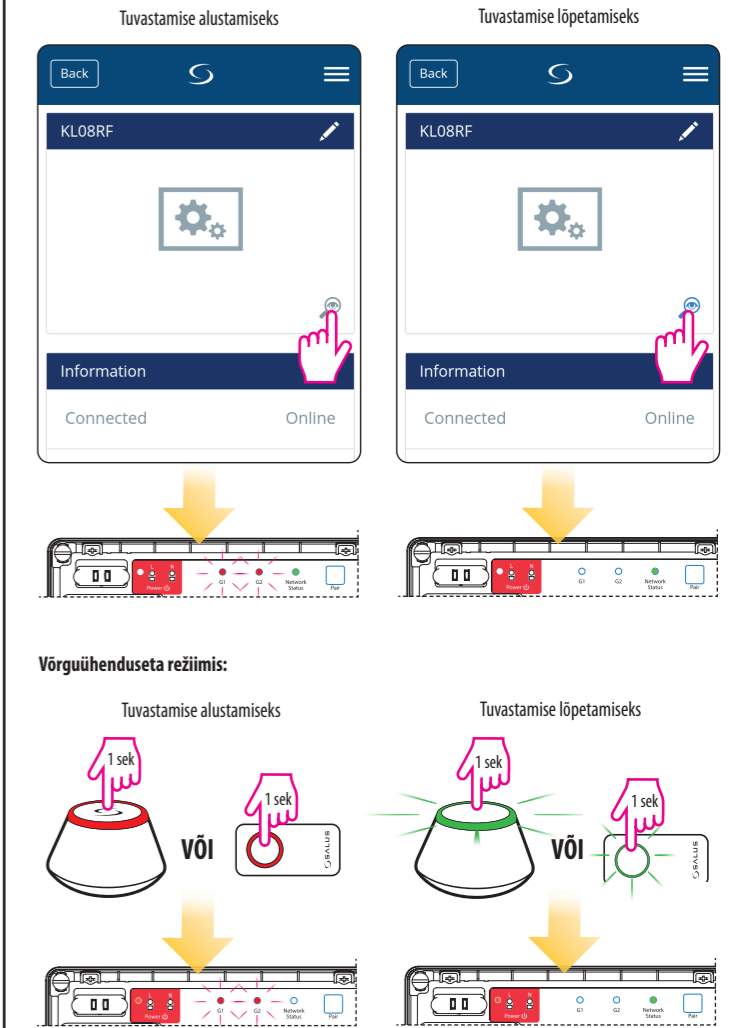 Tuvastamise alustamiseks
Tuvastamise lõpetamiseks
Back
Back
KL08RF
KL08RF
Information
Information
Connected Online
Connected Online
L N
Power
G1 G2 Network Status Pair
L N
Power
G1 G2 Network Status Pair
Võrguühenduseta režiimis:
Tuvastamise alustamiseks
Tuvastamise lõpetamiseks
1 sek
1 sek
VÕI
SALUS
1 sek
1 sek
VÕI
SALUS
L N
Power
G1 G2 Network Status Pair
L N
Power
G1 G2 Network Status Pair